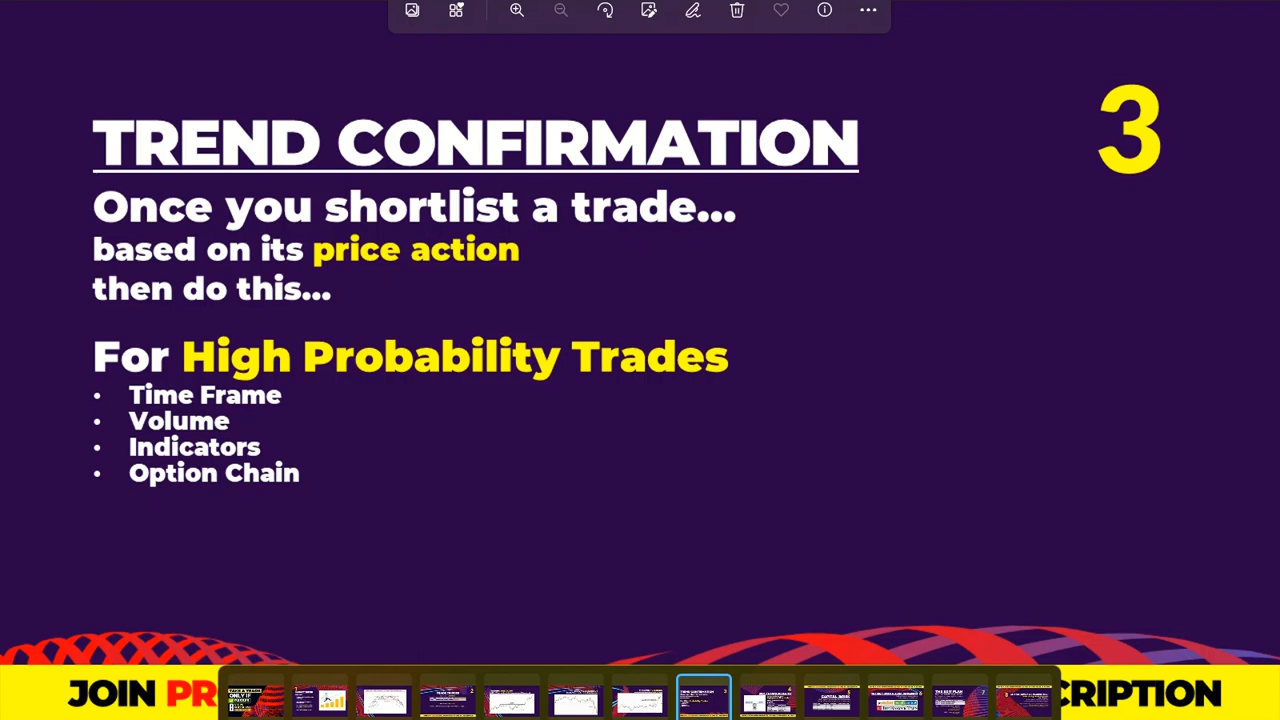 3
TREND CONFIRMATION
Once you shortlist a trade...
based on its price action
then do this...
For High Probability Trades
• Time Frame
• Volume
• Indicators
• Option Chain
JOIN PR CRIPTION